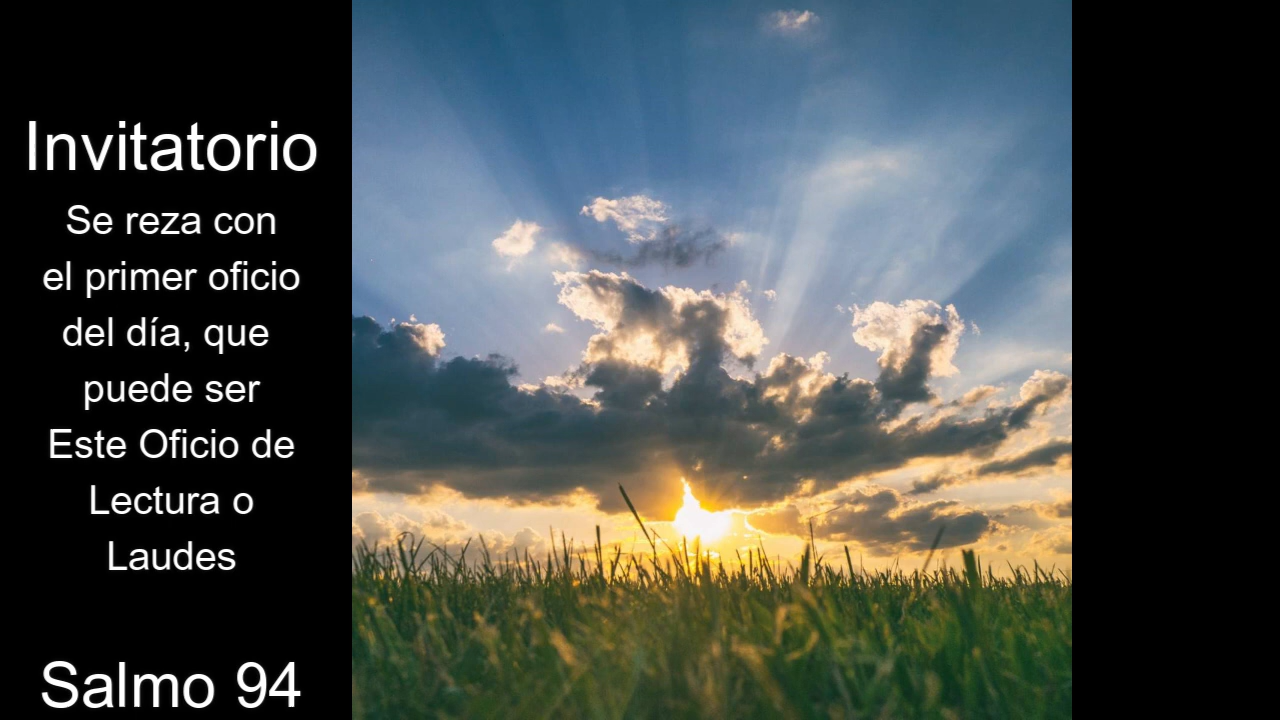 Invitatorio
Se reza con
el primer oficio
del día, que
puede ser
Este Oficio de
Lectura o
Laudes
Salmo 94